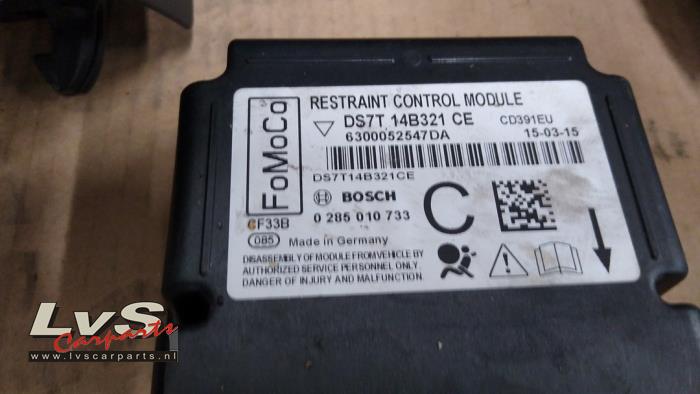 FoMoCo
RESTRAINT CONTROL MODULE
DS7T 14B321 CE CD391EU
6300052547DA 15-03-15
DS7T14B321CE
BOSCH
0 285 010 733
C
CF33B
085 Made in Germany
DISASSEMBLY OF MODULE FROM VEHICLE BY
AUTHORIZED SERVICE PERSONNEL ONLY.
DANGER OF INJURY AND MALFUNCTION.
LvS
Carparts
www.lvscarparts.nl